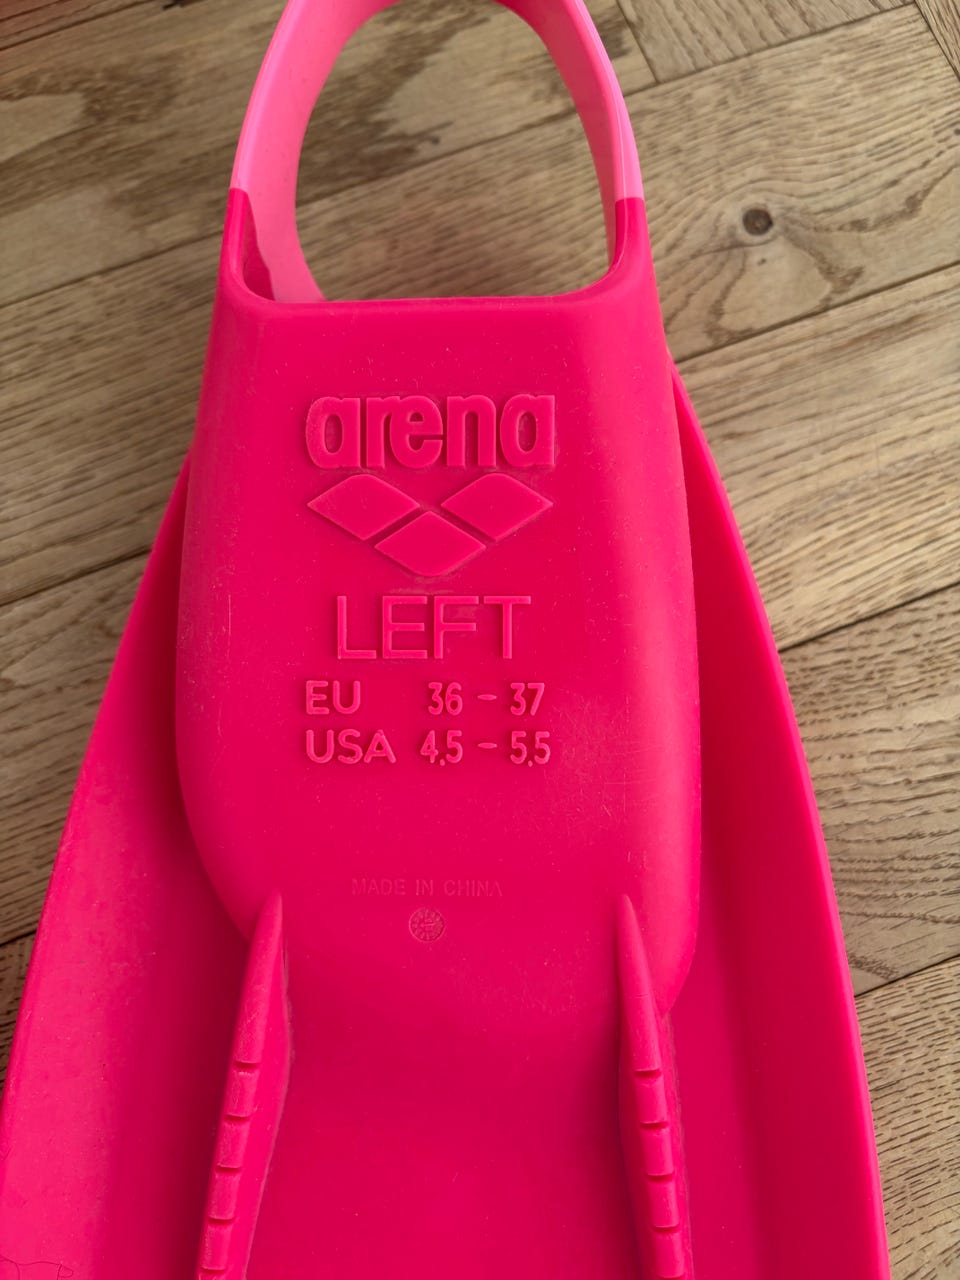 arena
LEFT
EU 36 - 37
USA 4,5 - 5,5
MADE IN CHINA